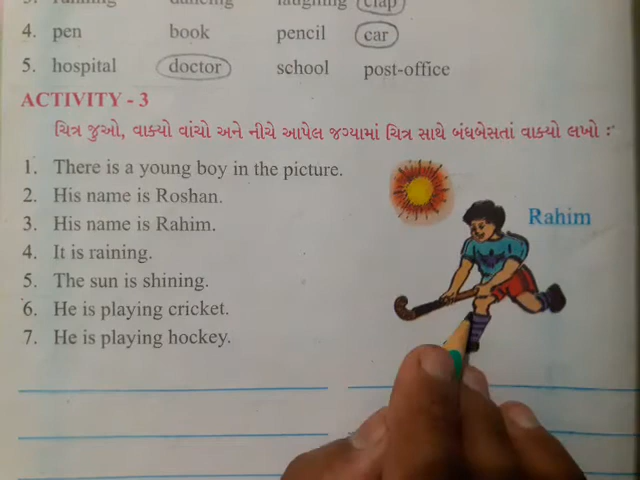 clap
4. pen book pencil car
5. hospital doctor school post-office
ACTIVITY - 3
ચિત્ર જુઓ, વાક્યો વાંચો અને નીચે આપેલ જગ્યામાં ચિત્ર સાથે બંધબેસતાં વાક્યો લખો :
1. There is a young boy in the picture.
2. His name is Roshan.
Rahim
3. His name is Rahim.
4. It is raining.
5. The sun is shining.
6. He is playing cricket.
7. He is playing hockey.